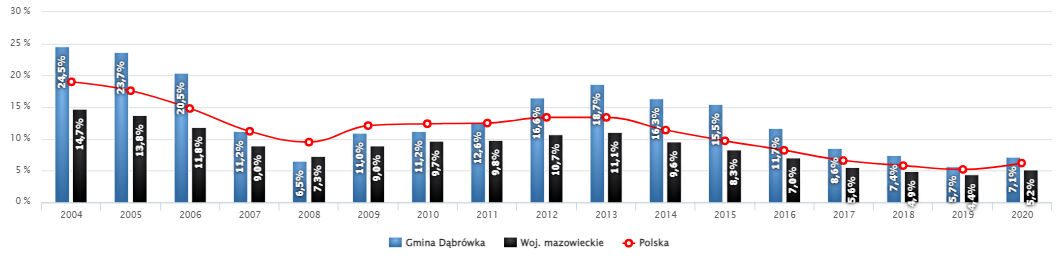 30 %
25 %
20 %
15 %
10 %
5 %
0 %
24,5% 14,7% 23,7% 13,8% 20,5% 11,8% 11,2% 9,0% 6,5% 7,3% 11,0% 9,0% 11,2% 9,7% 12,6% 9,8% 16,6% 10,7% 18,7% 11,1% 16,3% 9,6% 15,5% 8,3% 11,7% 7,0% 8,6% 5,6% 7,4% 4,9% 5,7% 4,4% 7,1% 5,2%
2004 2005 2006 2007 2008 2009 2010 2011 2012 2013 2014 2015 2016 2017 2018 2019 2020
Gmina Dąbrówka Woj. mazowieckie Polska